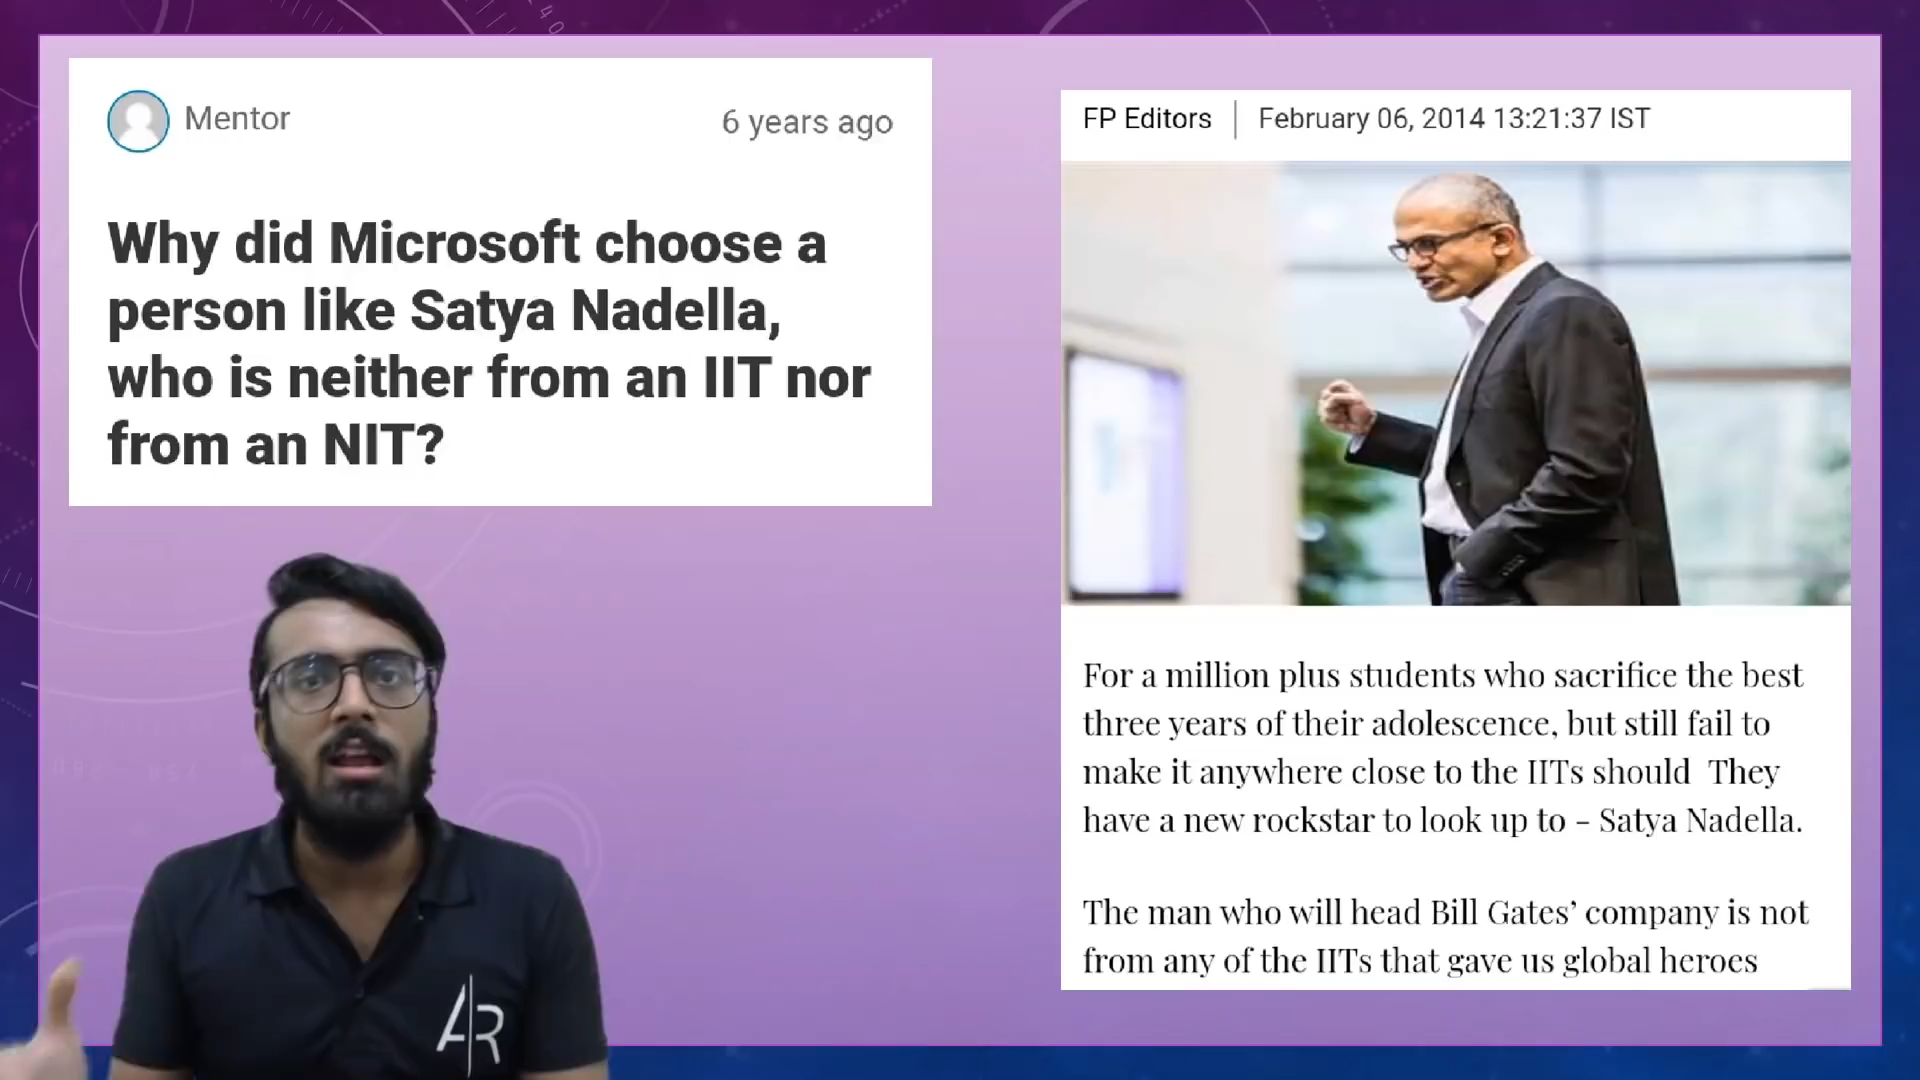 Mentor
6 years ago
Why did Microsoft choose a
person like Satya Nadella,
who is neither from an IIT nor
from an NIT?
FP Editors | February 06, 2014 13:21:37 IST
For a million plus students who sacrifice the best
three years of their adolescence, but still fail to
make it anywhere close to the IITs should They
have a new rockstar to look up to - Satya Nadella.
The man who will head Bill Gates’ company is not
from any of the IITs that gave us global heroes
AR
40